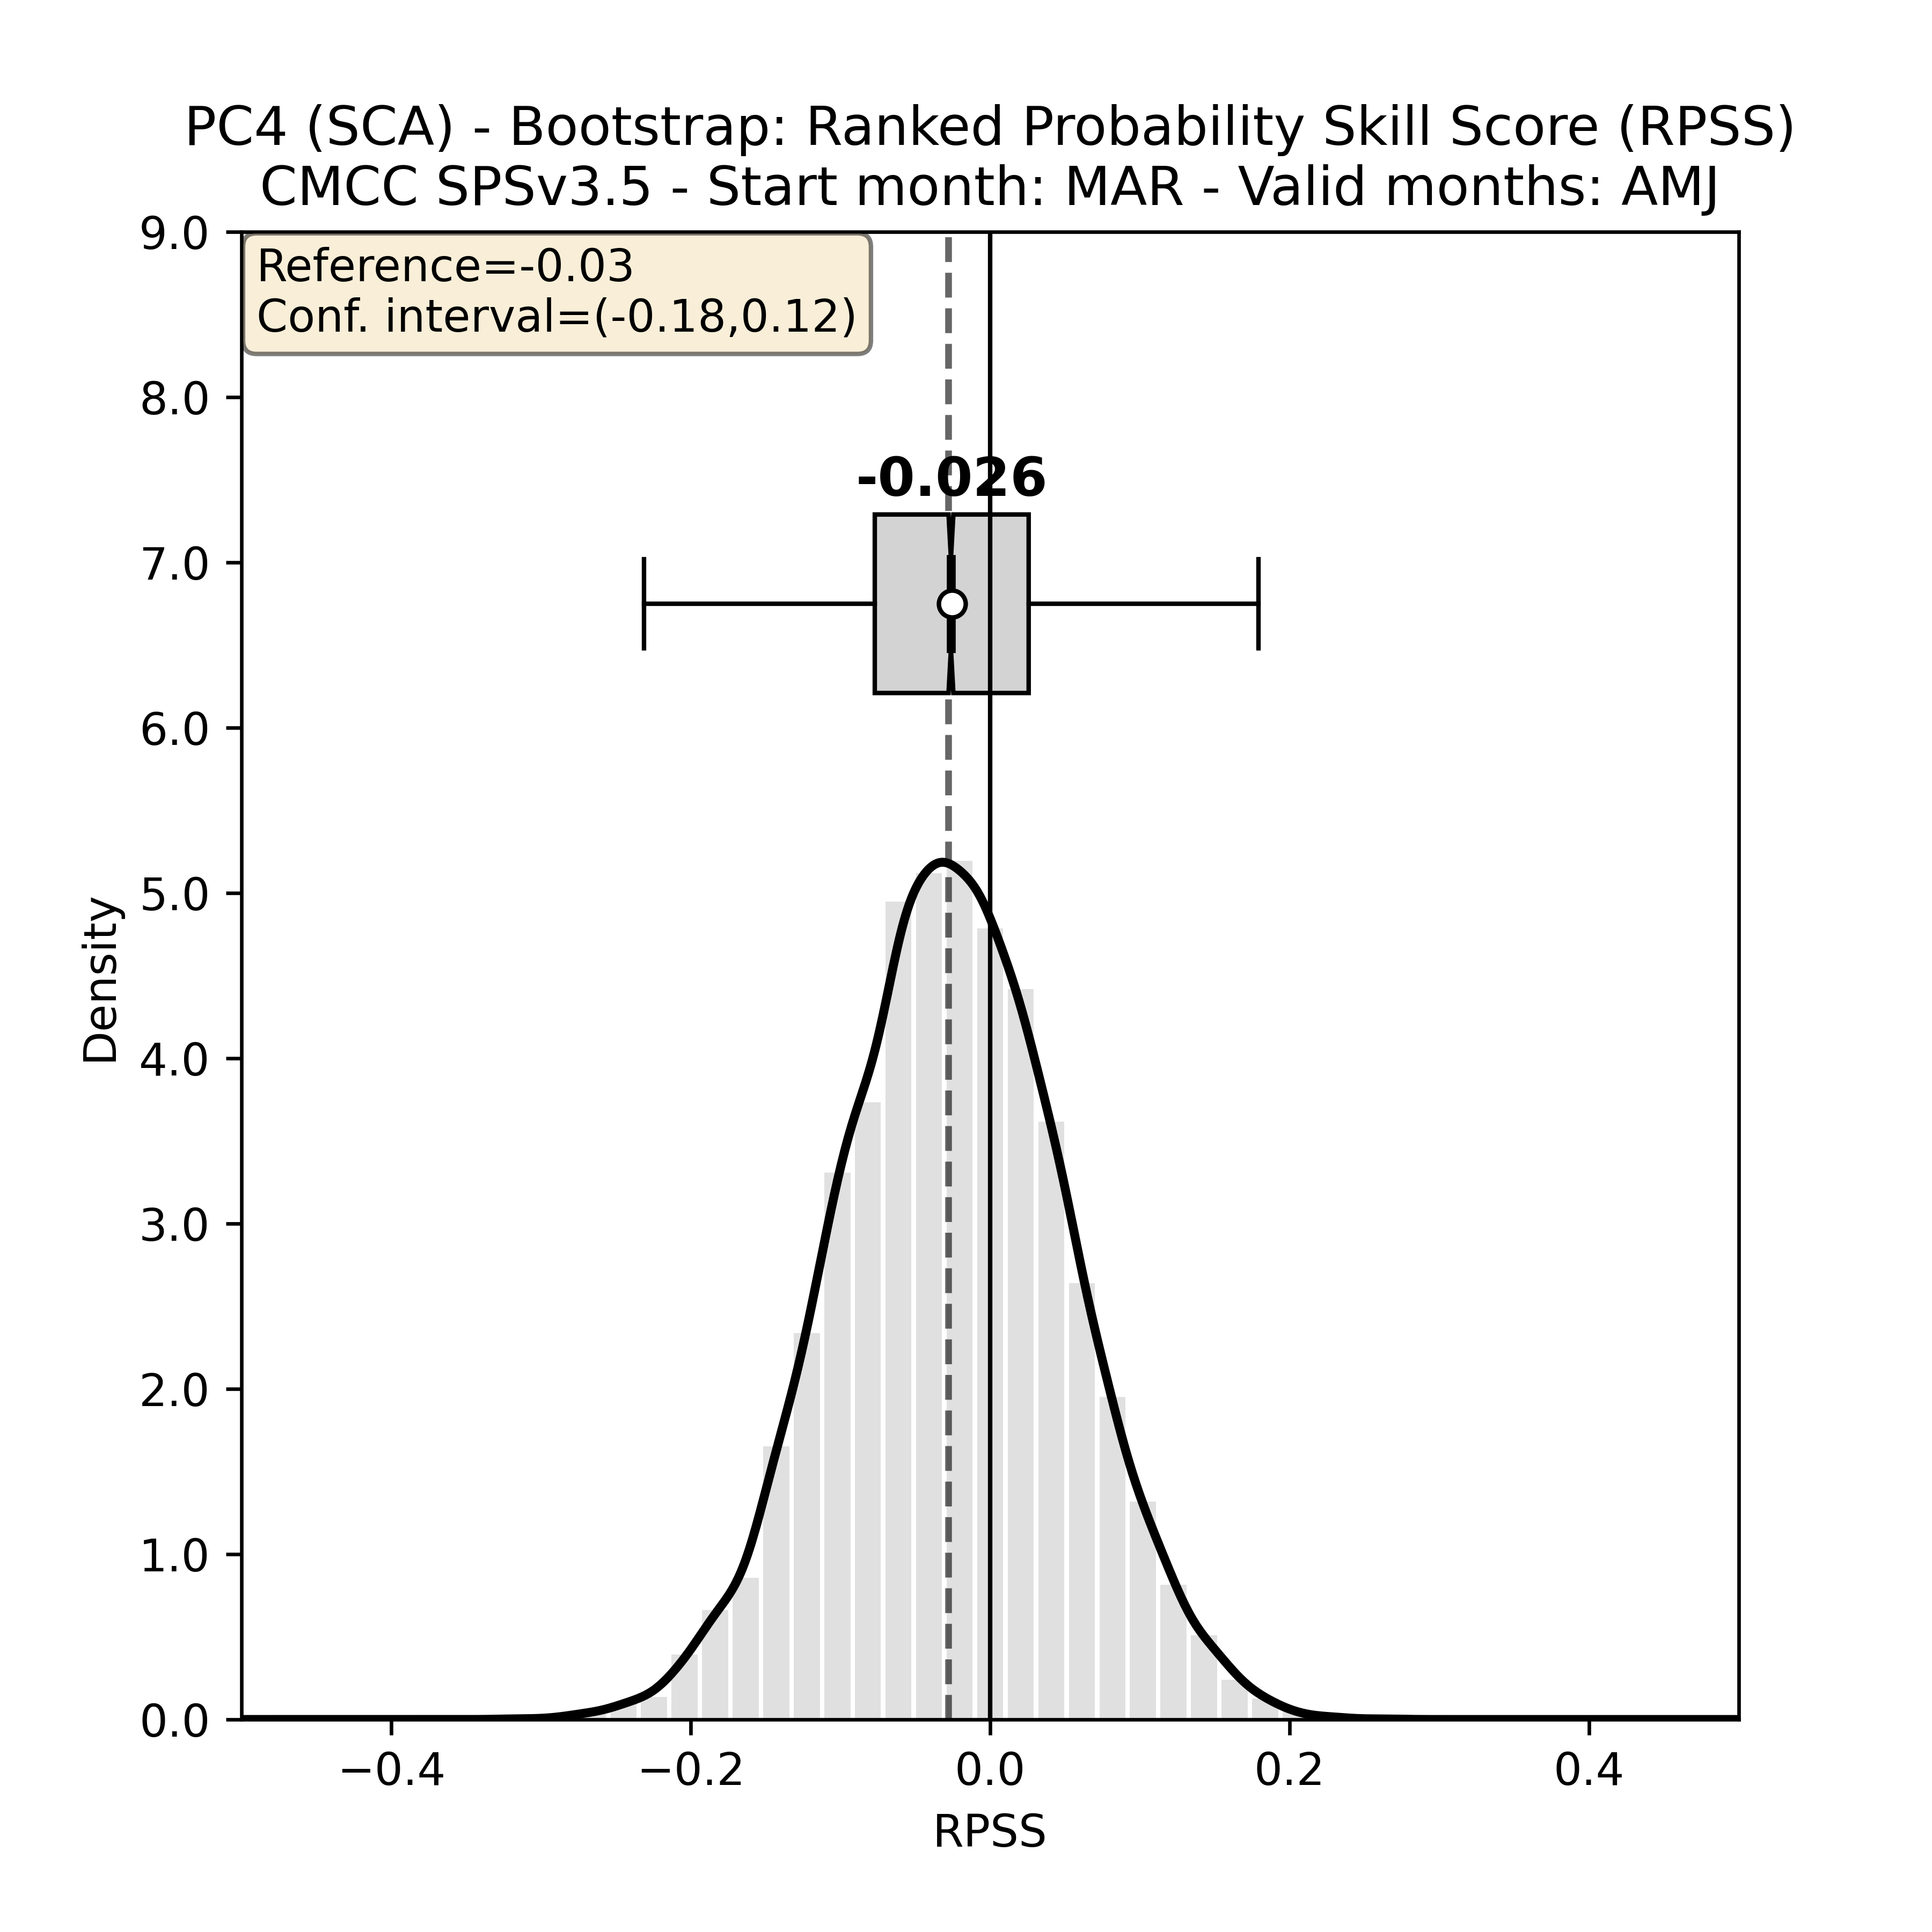 PC4 (SCA) - Bootstrap: Ranked Probability Skill Score (RPSS)
CMCC SPSv3.5 - Start month: MAR - Valid months: AMJ
9.0
Reference=-0.03
Conf. interval=(-0.18,0.12)
8.0
-0.026
7.0
6.0
5.0
4.0
3.0
2.0
1.0
0.0
Density
−0.4 −0.2 0.0 0.2 0.4
RPSS